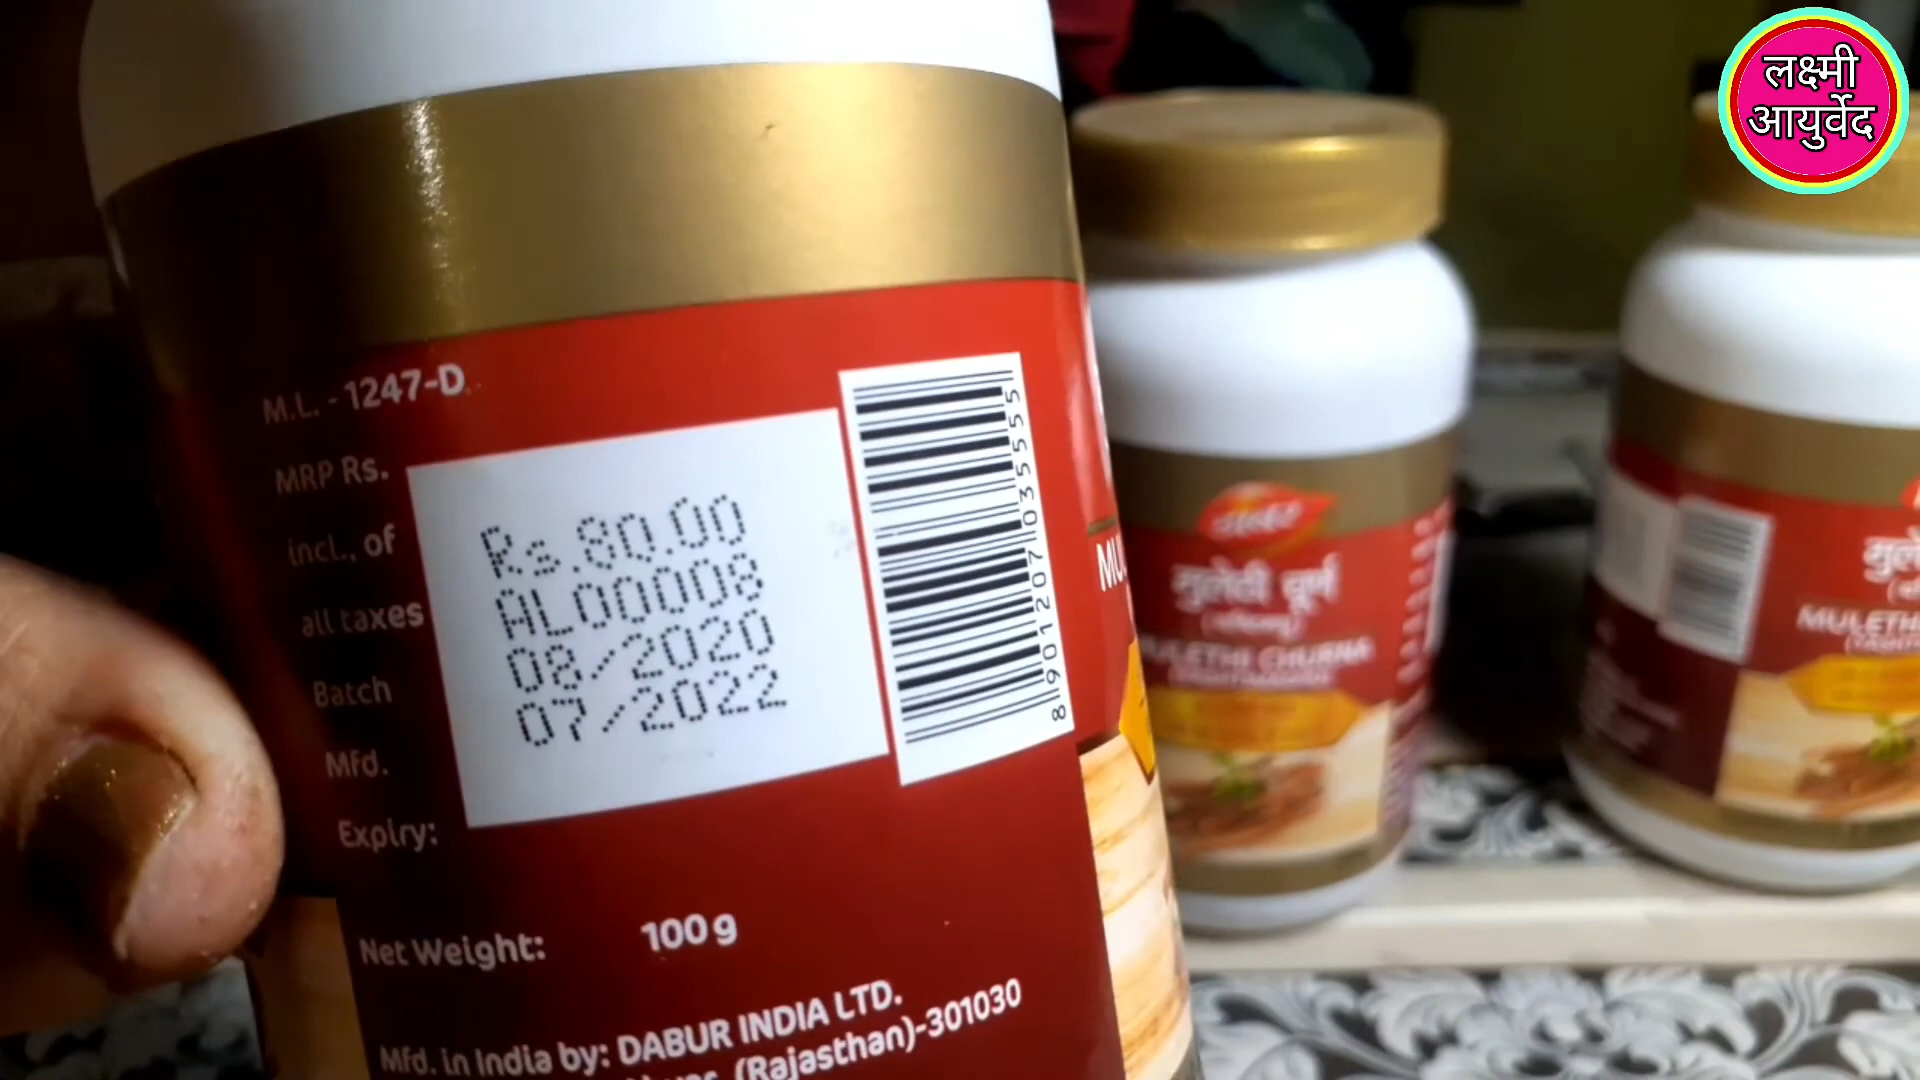 लक्ष्मी
आयुर्वेद
M.L. - 1247-D
MRP Rs.
incl., of
all taxes
Batch
Mfd.
Expiry:
Rs.80.00
AL00008
08/2020
07/2022
8901207035555
Net Weight: 100 g
Mfd. in India by: DABUR INDIA LTD.
(Rajasthan)-301030
मुलेठी चूर्ण
MULETHI CHURNA
MULETHI